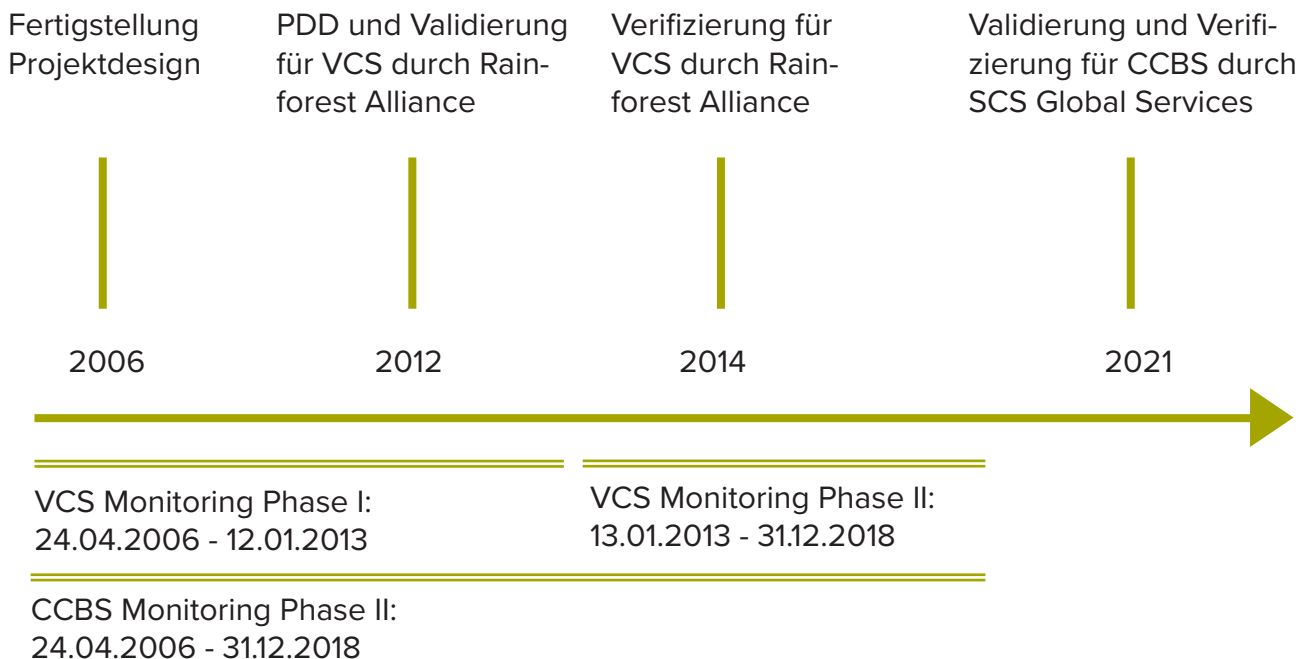 Fertigstellung
Projektdesign
PDD und Validierung
für VCS durch Rain-
forest Alliance
Verifizierung für
VCS durch Rain-
forest Alliance
Validierung und Verifi-
zierung für CCBS durch
SCS Global Services
2006
2012
2014
2021
VCS Monitoring Phase I:
24.04.2006 - 12.01.2013
VCS Monitoring Phase II:
13.01.2013 - 31.12.2018
CCBS Monitoring Phase II:
24.04.2006 - 31.12.2018